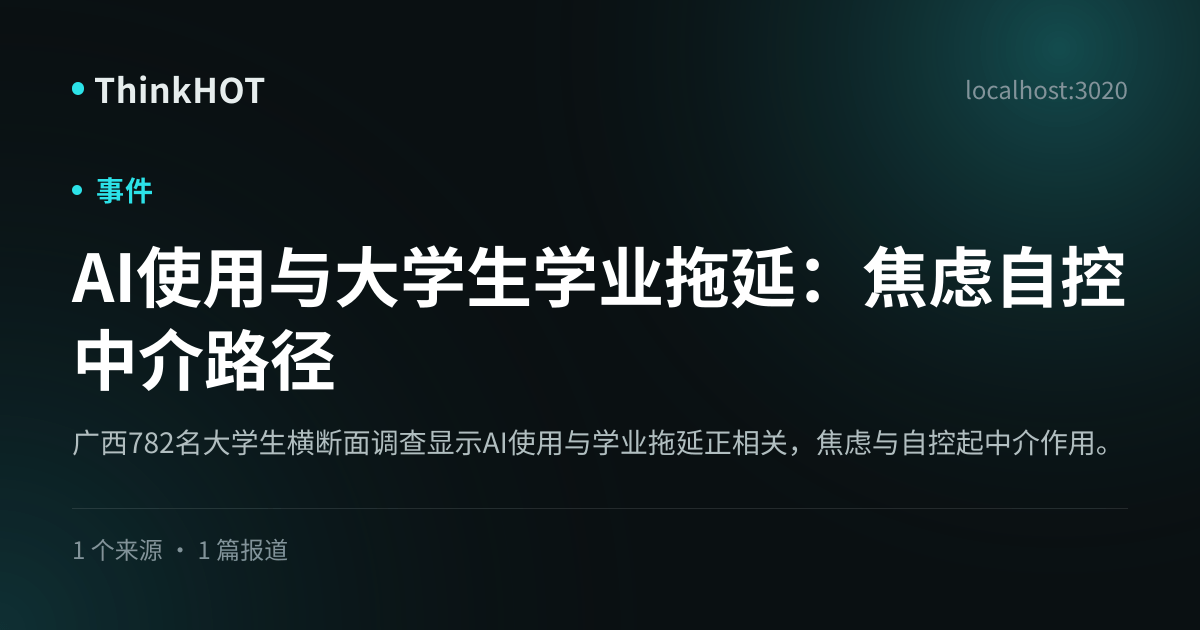 ThinkHOT
localhost:3020
事件
AI使用与大学生学业拖延：焦虑自控
中介路径
广西782名大学生横断面调查显示AI使用与学业拖延正相关，焦虑与自控起中介作用。
1 个来源 · 1 篇报道